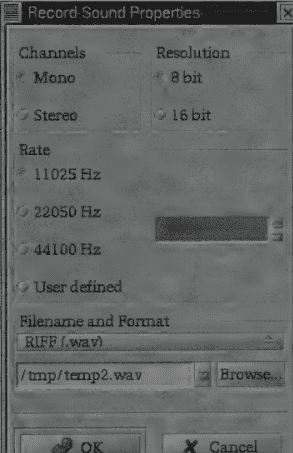 Record Sound Properties
Channels
Mono
Stereo
Resolution
8 bit
16 bit
Rate
11025 Hz
22050 Hz
44100 Hz
User defined
Filename and Format
RIFF (.wav)
/tmp/temp2.wav
Browse...
OK
Cancel